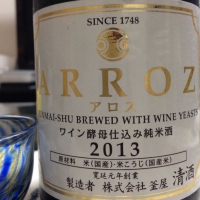 SINCE 1748
ARROZ
アロス
JUNMAI-SHU BREWED WITH WINE YEASTS
ワイン酵母仕込み純米酒
2013
原材料 米(国産)・米こうじ(国産米)
寛延元年創業 清酒
製造者 株式会社 釜屋